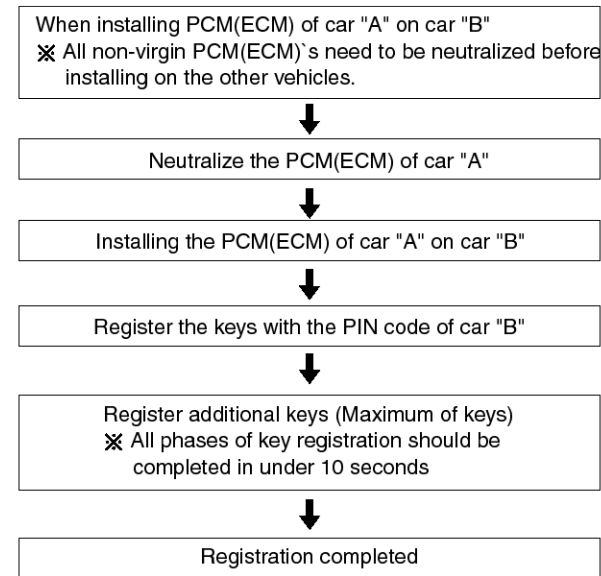 When installing PCM(ECM) of car "A" on car "B"
※ All non-virgin PCM(ECM)`s need to be neutralized before
installing on the other vehicles.
Neutralize the PCM(ECM) of car "A"
Installing the PCM(ECM) of car "A" on car "B"
Register the keys with the PIN code of car "B"
Register additional keys (Maximum of keys)
※ All phases of key registration should be
completed in under 10 seconds
Registration completed